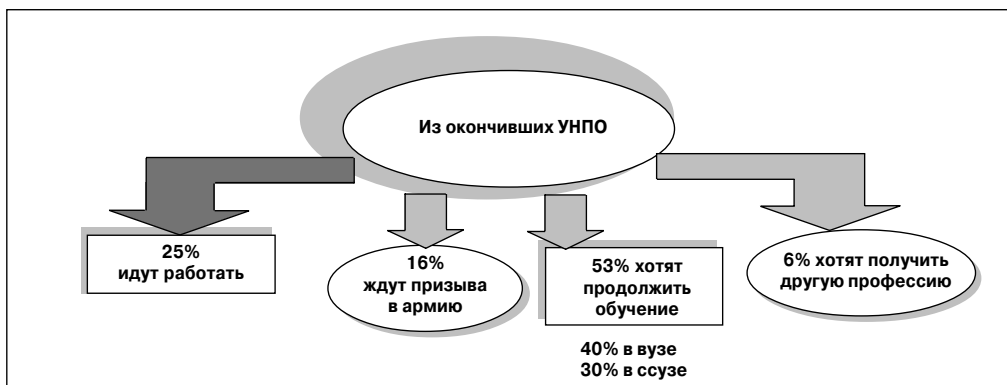 Из окончивших УНПО
25%
идут работать
16%
ждут призыва
в армию
53% хотят
продолжить
обучение
6% хотят получить
другую профессию
40% в вузе
30% в ссузе